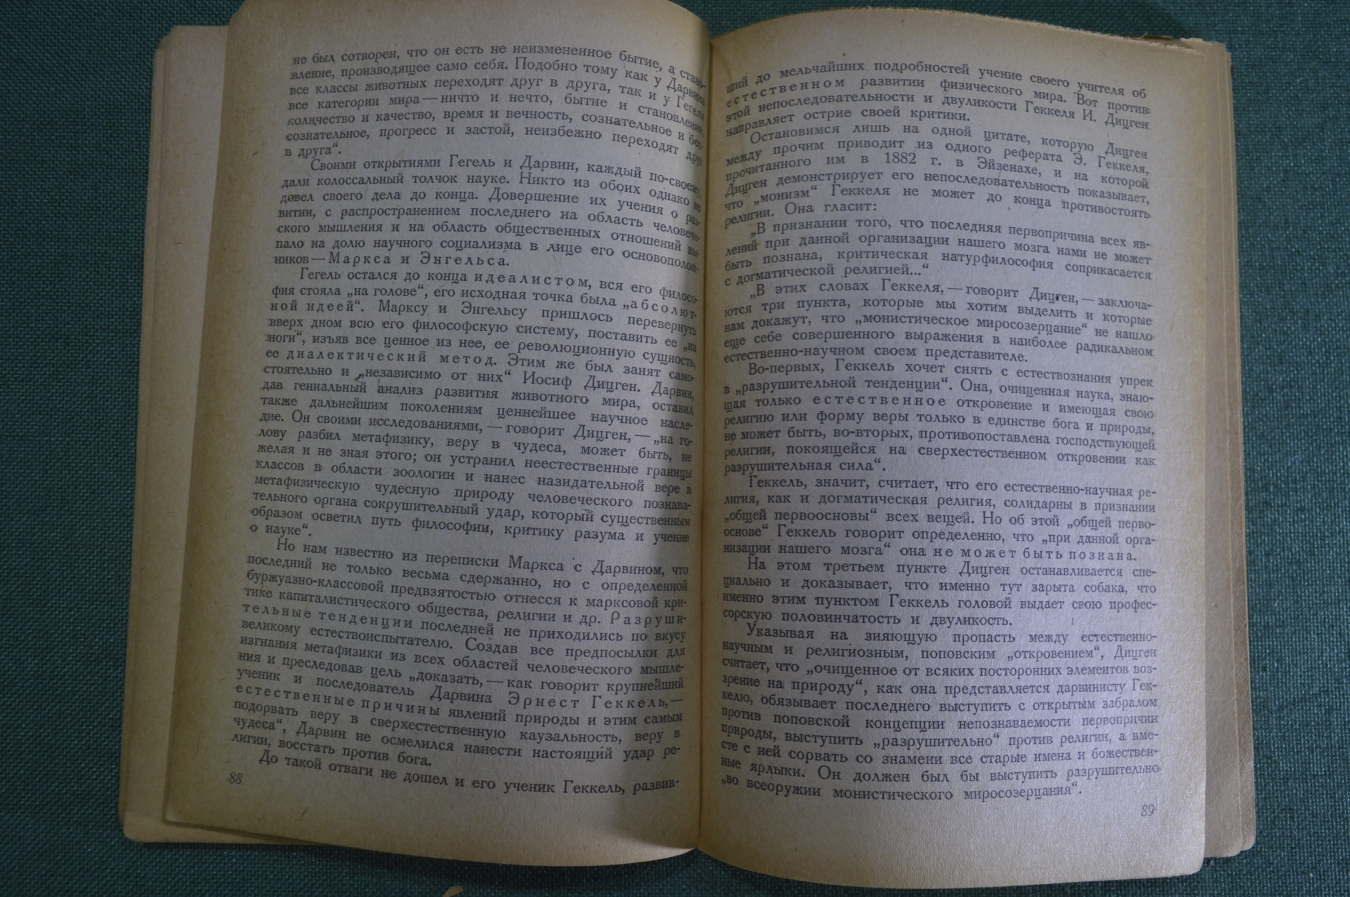 не был сотворен, что он есть не неизмененное бытие, а станов-
вление, производящее само себя. Подобно тому как у Дарвина
все классы животных переходят друг в друга, так и у Гегеля
все категории мира — ничто и нечто, бытие и становление,
количество и качество, время и вечность, сознательное и бес-
сознательное, прогресс и застой, неизбежно переходят друг
в друга“.
Своими открытиями Гегель и Дарвин, каждый по-своему,
дали колоссальный толчок науке. Никто из обоих однако не
довел своего дела до конца. Довершение их учения о раз-
витии, с распространением последнего на область человече-
ского мышления и на область общественных отношений вы-
пало на долю научного социализма в лице его основополож-
ников — Маркса и Энгельса.
Гегель остался до конца идеалистом, вся его филосо-
фия стояла „на голове“, его исходная точка была „абсолют-
ной идеей“. Марксу и Энгельсу пришлось перевернуть
вверх дном всю его философскую систему, поставить ее „на
ноги“, изъяв все ценное из нее, ее революционную сущность,
ее диалектический метод. Этим же был занят само-
стоятельно и „независимо от них“ Иосиф Дицген. Дарвин,
дав гениальный анализ развития животного мира, оставил
также дальнейшим поколениям ценнейшее научное насле-
дие. Он своими исследованиями, — говорит Дицген, — „на го-
лову разбил метафизику, веру в чудеса, может быть, не
желая и не зная этого; он устранил неестественные границы
классов в области зоологии и нанес назидательной вере в
метафизическую чудесную природу человеческого познава-
тельного органа сокрушительный удар, который существенным
образом осветил путь философии, критику разума и учение
о науке“.
Но нам известно из переписки Маркса с Дарвином, что
последний не только весьма сдержанно, но с определенной
буржуазно-классовой предвзятостью отнесся к марксовой кри-
тике капиталистического общества, религии и др. Разруши-
тельные тенденции последней не приходились по вкусу
великому естествоиспытателю. Создав все предпосылки для
изгнания метафизики из всех областей человеческого мышле-
ния и преследовав цель „доказать, — как говорит крупнейший
ученик и последователь Дарвина Эрнест Геккель, —
естественные причины явлений природы и этим самым
подорвать веру в сверхестественную каузальность, веру в
чудеса“, Дарвин не осмелился нанести настоящий удар ре-
лигии, восстать против бога.
До такой отваги не дошел и его ученик Геккель, развив-
88
ший до мельчайших подробностей учение своего учителя об
естественном развитии физического мира. Вот против
этой непоследовательности и двуликости Геккеля И. Дицген
направляет острие своей критики.
Остановимся лишь на одной цитате, которую Дицген
между прочим приводит из одного реферата Э. Геккеля,
прочитанного им в 1882 г. в Эйзенахе, и на которой
Дицген демонстрирует его непоследовательность показывает,
что „монизм“ Геккеля не может до конца противостоять
религии. Она гласит:
„В признании того, что последняя первопричина всех яв-
лений при данной организации нашего мозга нами не может
быть познана, критическая натурфилософия соприкасается
с догматической религией...“
„В этих словах Геккеля, — говорит Дицген, — заключа-
ются три пункта, которые мы хотим выделить и которые
нам докажут, что „монистическое миросозерцание“ не нашло
еще себе совершенного выражения в наиболее радикальном
естественно-научном своем представителе.
Во-первых, Геккель хочет снять с естествознания упрек
в „разрушительной тенденции“. Она, очищенная наука, знаю-
щая только естественное откровение и имеющая свою
религию или форму веры только в единстве бога и природы,
не может быть, во-вторых, противопоставлена господствующей
религии, покоящейся на сверхестественном откровении как
разрушительная сила“.
Геккель, значит, считает, что его естественно-научная ре-
лигия, как и догматическая религия, солидарны в признании
„общей первоосновы“ всех вещей. Но об этой „общей перво-
основе“ Геккель говорит определенно, что „при данной орга-
низации нашего мозга“ она не может быть познана.
На этом третьем пункте Дицген останавливается спе-
циально и доказывает, что именно тут зарыта собака, что
именно этим пунктом Геккель головой выдает свою профес-
сорскую половинчатость и двуликость.
Указывая на зияющую пропасть между естественно-
научным и религиозным, поповским „откровением“, Дицген
считает, что „очищенное от всяких посторонних элементов воз-
зрение на природу“, как она представляется дарвинисту Гек-
келю, обязывает последнего выступить с открытым забралом
против поповской концепции непознаваемости первопричин
природы, выступить „разрушительно“ против религии, а вме-
сте с ней сорвать со знамени все старые имена и божествен-
ные ярлыки. Он должен был бы выступить разрушительно
„во всеоружии монистического миросозерцания“.
89